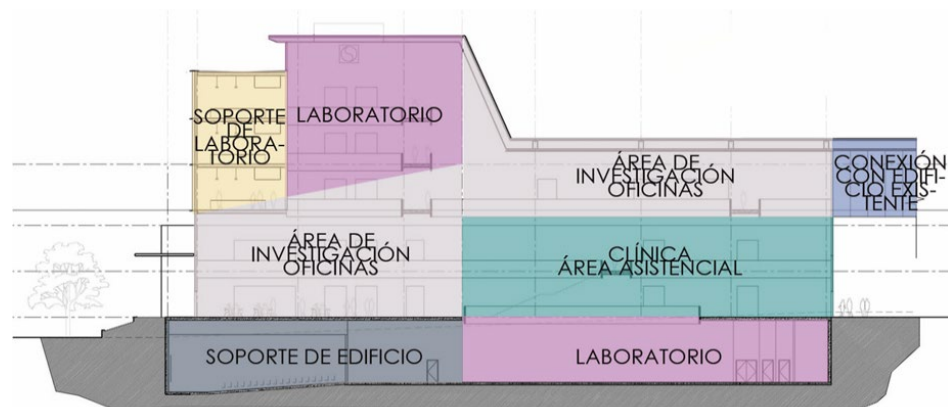 SOPORTE
DE
LABORA-
TORIO
LABORATORIO
ÁREA DE
INVESTIGACIÓN
OFICINAS
CONEXIÓN
CON EDIFI-
CIO EXIS-
TENTE
ÁREA DE
INVESTIGACIÓN
OFICINAS
CLÍNICA
ÁREA ASISTENCIAL
SOPORTE DE EDIFICIO
LABORATORIO